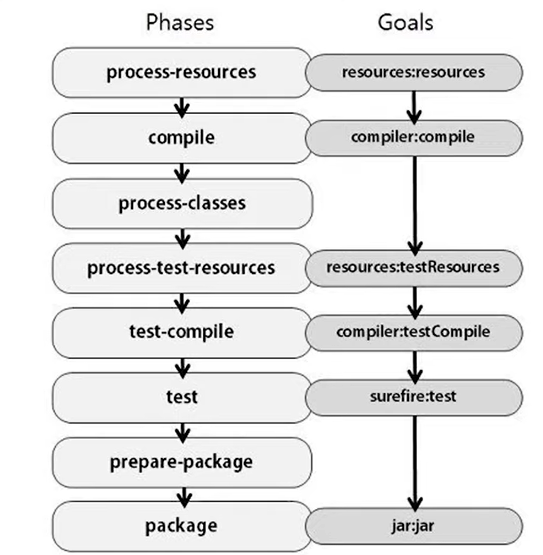 Phases Goals
process-resources resources:resources
compile compiler:compile
process-classes
process-test-resources resources:testResources
test-compile compiler:testCompile
test surefire:test
prepare-package
package jar:jar